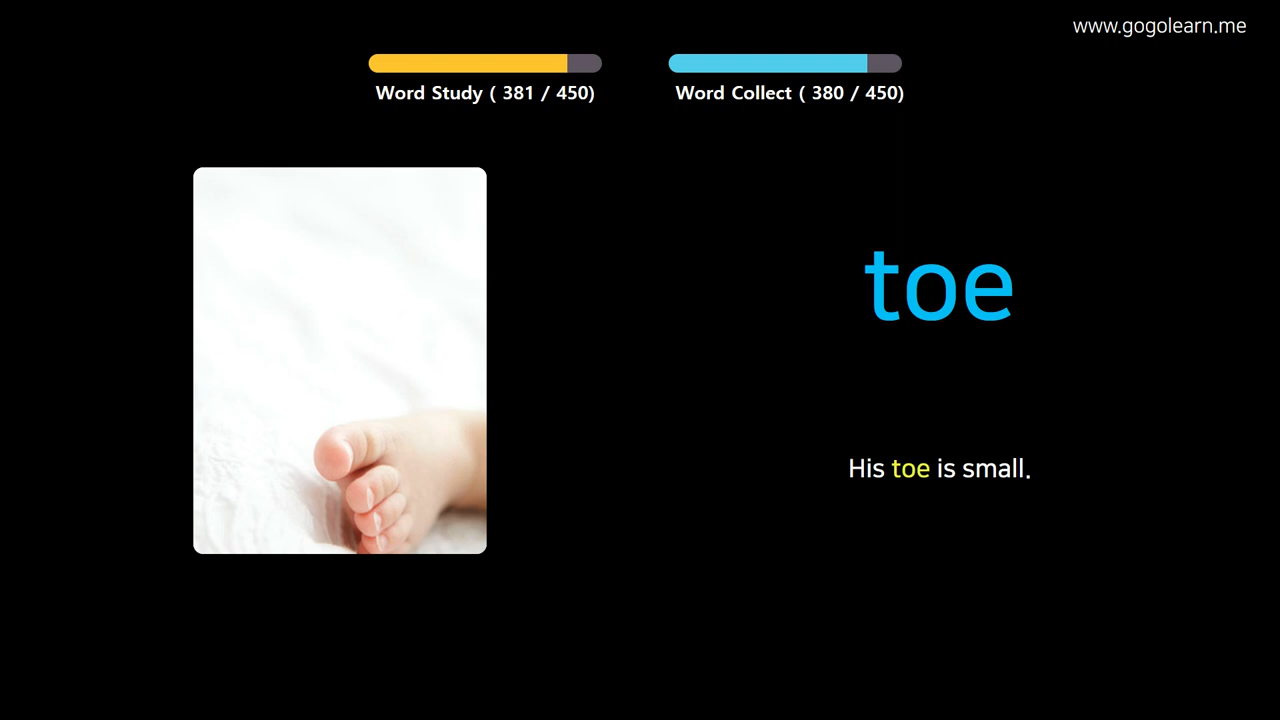 www.gogolearn.me
Word Study ( 381 / 450)
Word Collect ( 380 / 450)
toe
His toe is small.